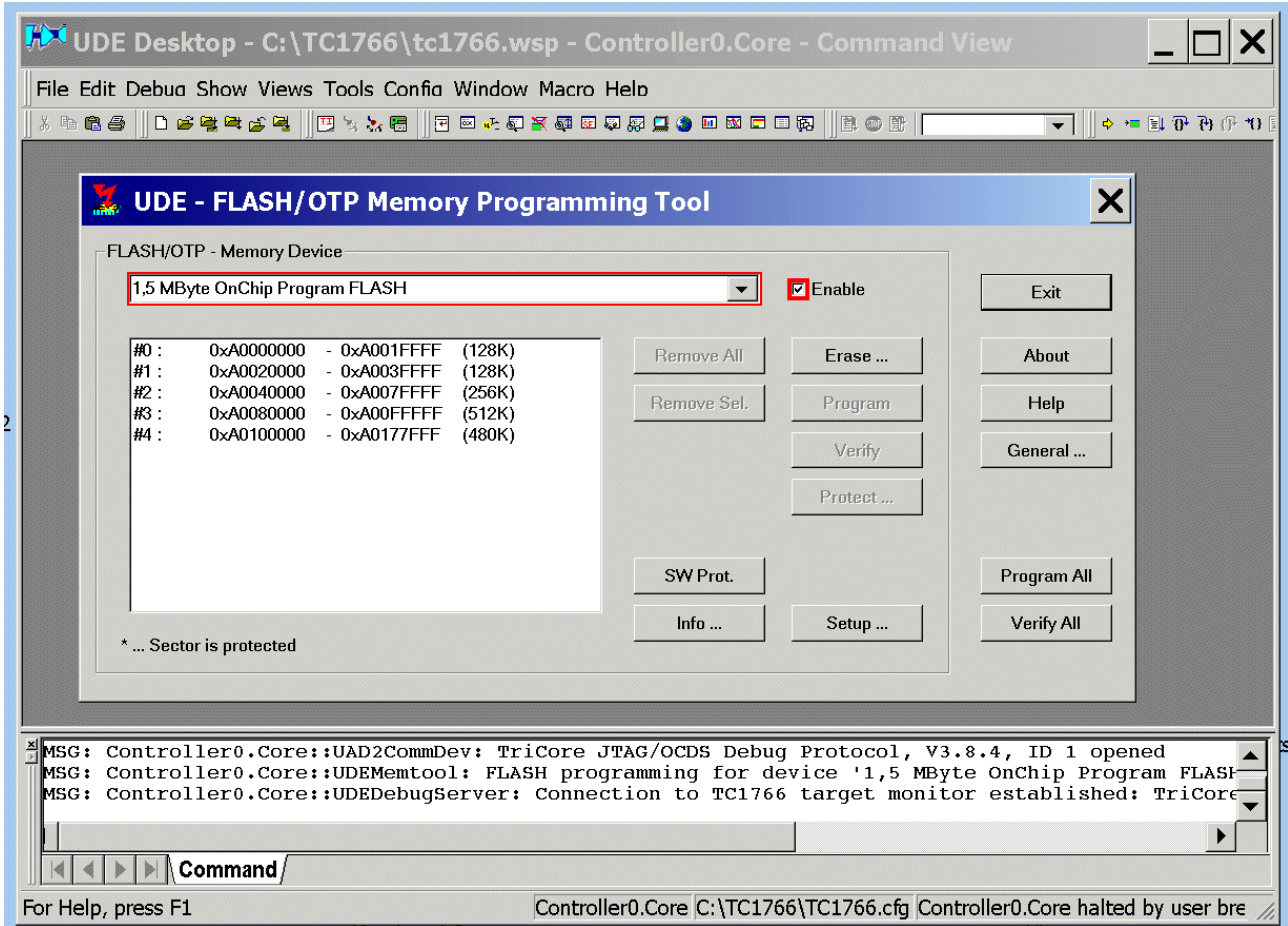 UDE Desktop - C:\TC1766\tc1766.wsp - Controller0.Core - Command View
File Edit Debug Show Views Tools Config Window Macro Help
UDE - FLASH/OTP Memory Programming Tool
FLASH/OTP - Memory Device
1,5 MByte OnChip Program FLASH
Enable
Exit
#0 : 0xA0000000 - 0xA001FFFF (128K)
#1 : 0xA0020000 - 0xA003FFFF (128K)
#2 : 0xA0040000 - 0xA007FFFF (256K)
#3 : 0xA0080000 - 0xA00FFFFF (512K)
#4 : 0xA0100000 - 0xA0177FFF (480K)
Remove All
Erase ...
About
Remove Sel.
Program
Help
2
Verify
General ...
Protect ...
SW Prot.
Program All
Info ...
Setup ...
Verify All
* ... Sector is protected
MSG: Controller0.Core::UAD2CommDev: TriCore JTAG/OCDS Debug Protocol, V3.8.4, ID 1 opened
MSG: Controller0.Core::UDEMemtool: FLASH programming for device '1,5 MByte OnChip Program FLASH
MSG: Controller0.Core::UDEDebugServer: Connection to TC1766 target monitor established: TriCore
Command
For Help, press F1
Controller0.Core
C:\TC1766\TC1766.cfg
Controller0.Core halted by user bre